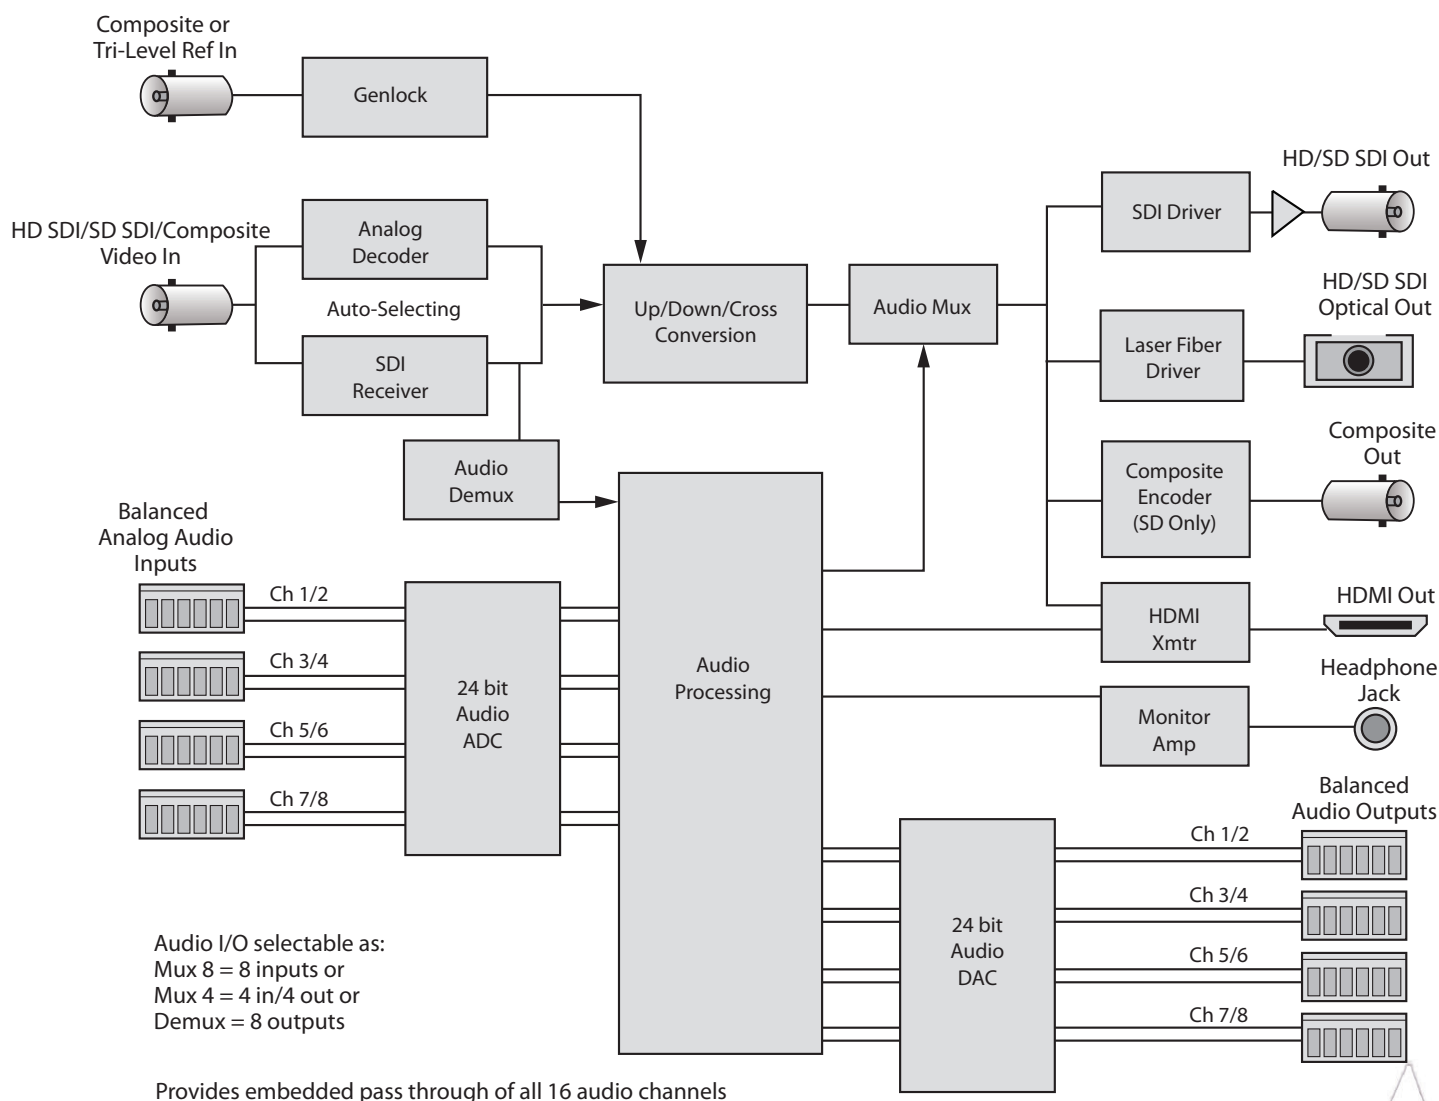 Composite or
Tri-Level Ref In
Genlock
HD SDI/SD SDI/Composite
Video In
Analog
Decoder
Auto-Selecting
SDI
Receiver
Up/Down/Cross
Conversion
Audio Mux
SDI Driver
HD/SD SDI Out
Laser Fiber
Driver
HD/SD SDI
Optical Out
Composite
Encoder
(SD Only)
Composite
Out
HDMI
Xmtr
HDMI Out
Monitor
Amp
Headphone
Jack
Audio
Demux
Balanced
Analog Audio
Inputs
Ch 1/2
Ch 3/4
Ch 5/6
Ch 7/8
24 bit
Audio
ADC
Audio
Processing
24 bit
Audio
DAC
Balanced
Audio Outputs
Ch 1/2
Ch 3/4
Ch 5/6
Ch 7/8
Audio I/O selectable as:
Mux 8 = 8 inputs or
Mux 4 = 4 in/4 out or
Demux = 8 outputs
Provides embedded pass through of all 16 audio channels